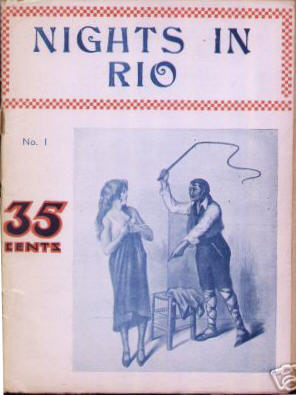 NIGHTS IN
RIO
No. 1
35
CENTS